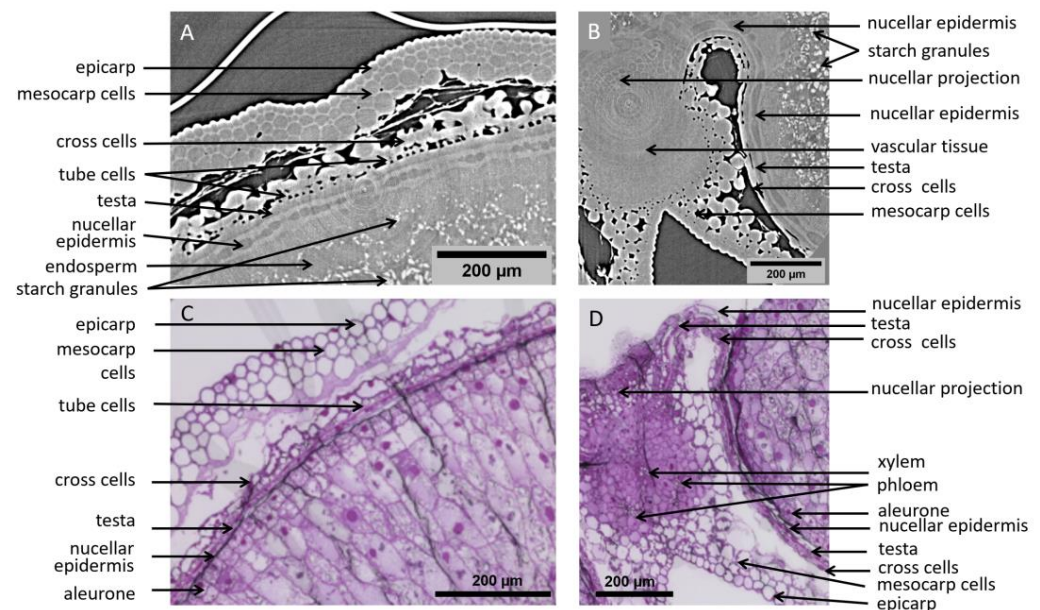 A
epicarp
mesocarp cells
cross cells
tube cells
testa
nucellar
epidermis
endosperm
starch granules
200 µm
B
nucellar epidermis
starch granules
nucellar projection
nucellar epidermis
vascular tissue
testa
cross cells
mesocarp cells
200 µm
C
epicarp
mesocarp
cells
tube cells
cross cells
testa
nucellar
epidermis
aleurone
200 µm
D
nucellar epidermis
testa
cross cells
nucellar projection
xylem
phloem
aleurone
nucellar epidermis
testa
cross cells
mesocarp cells
epicarp
200 µm